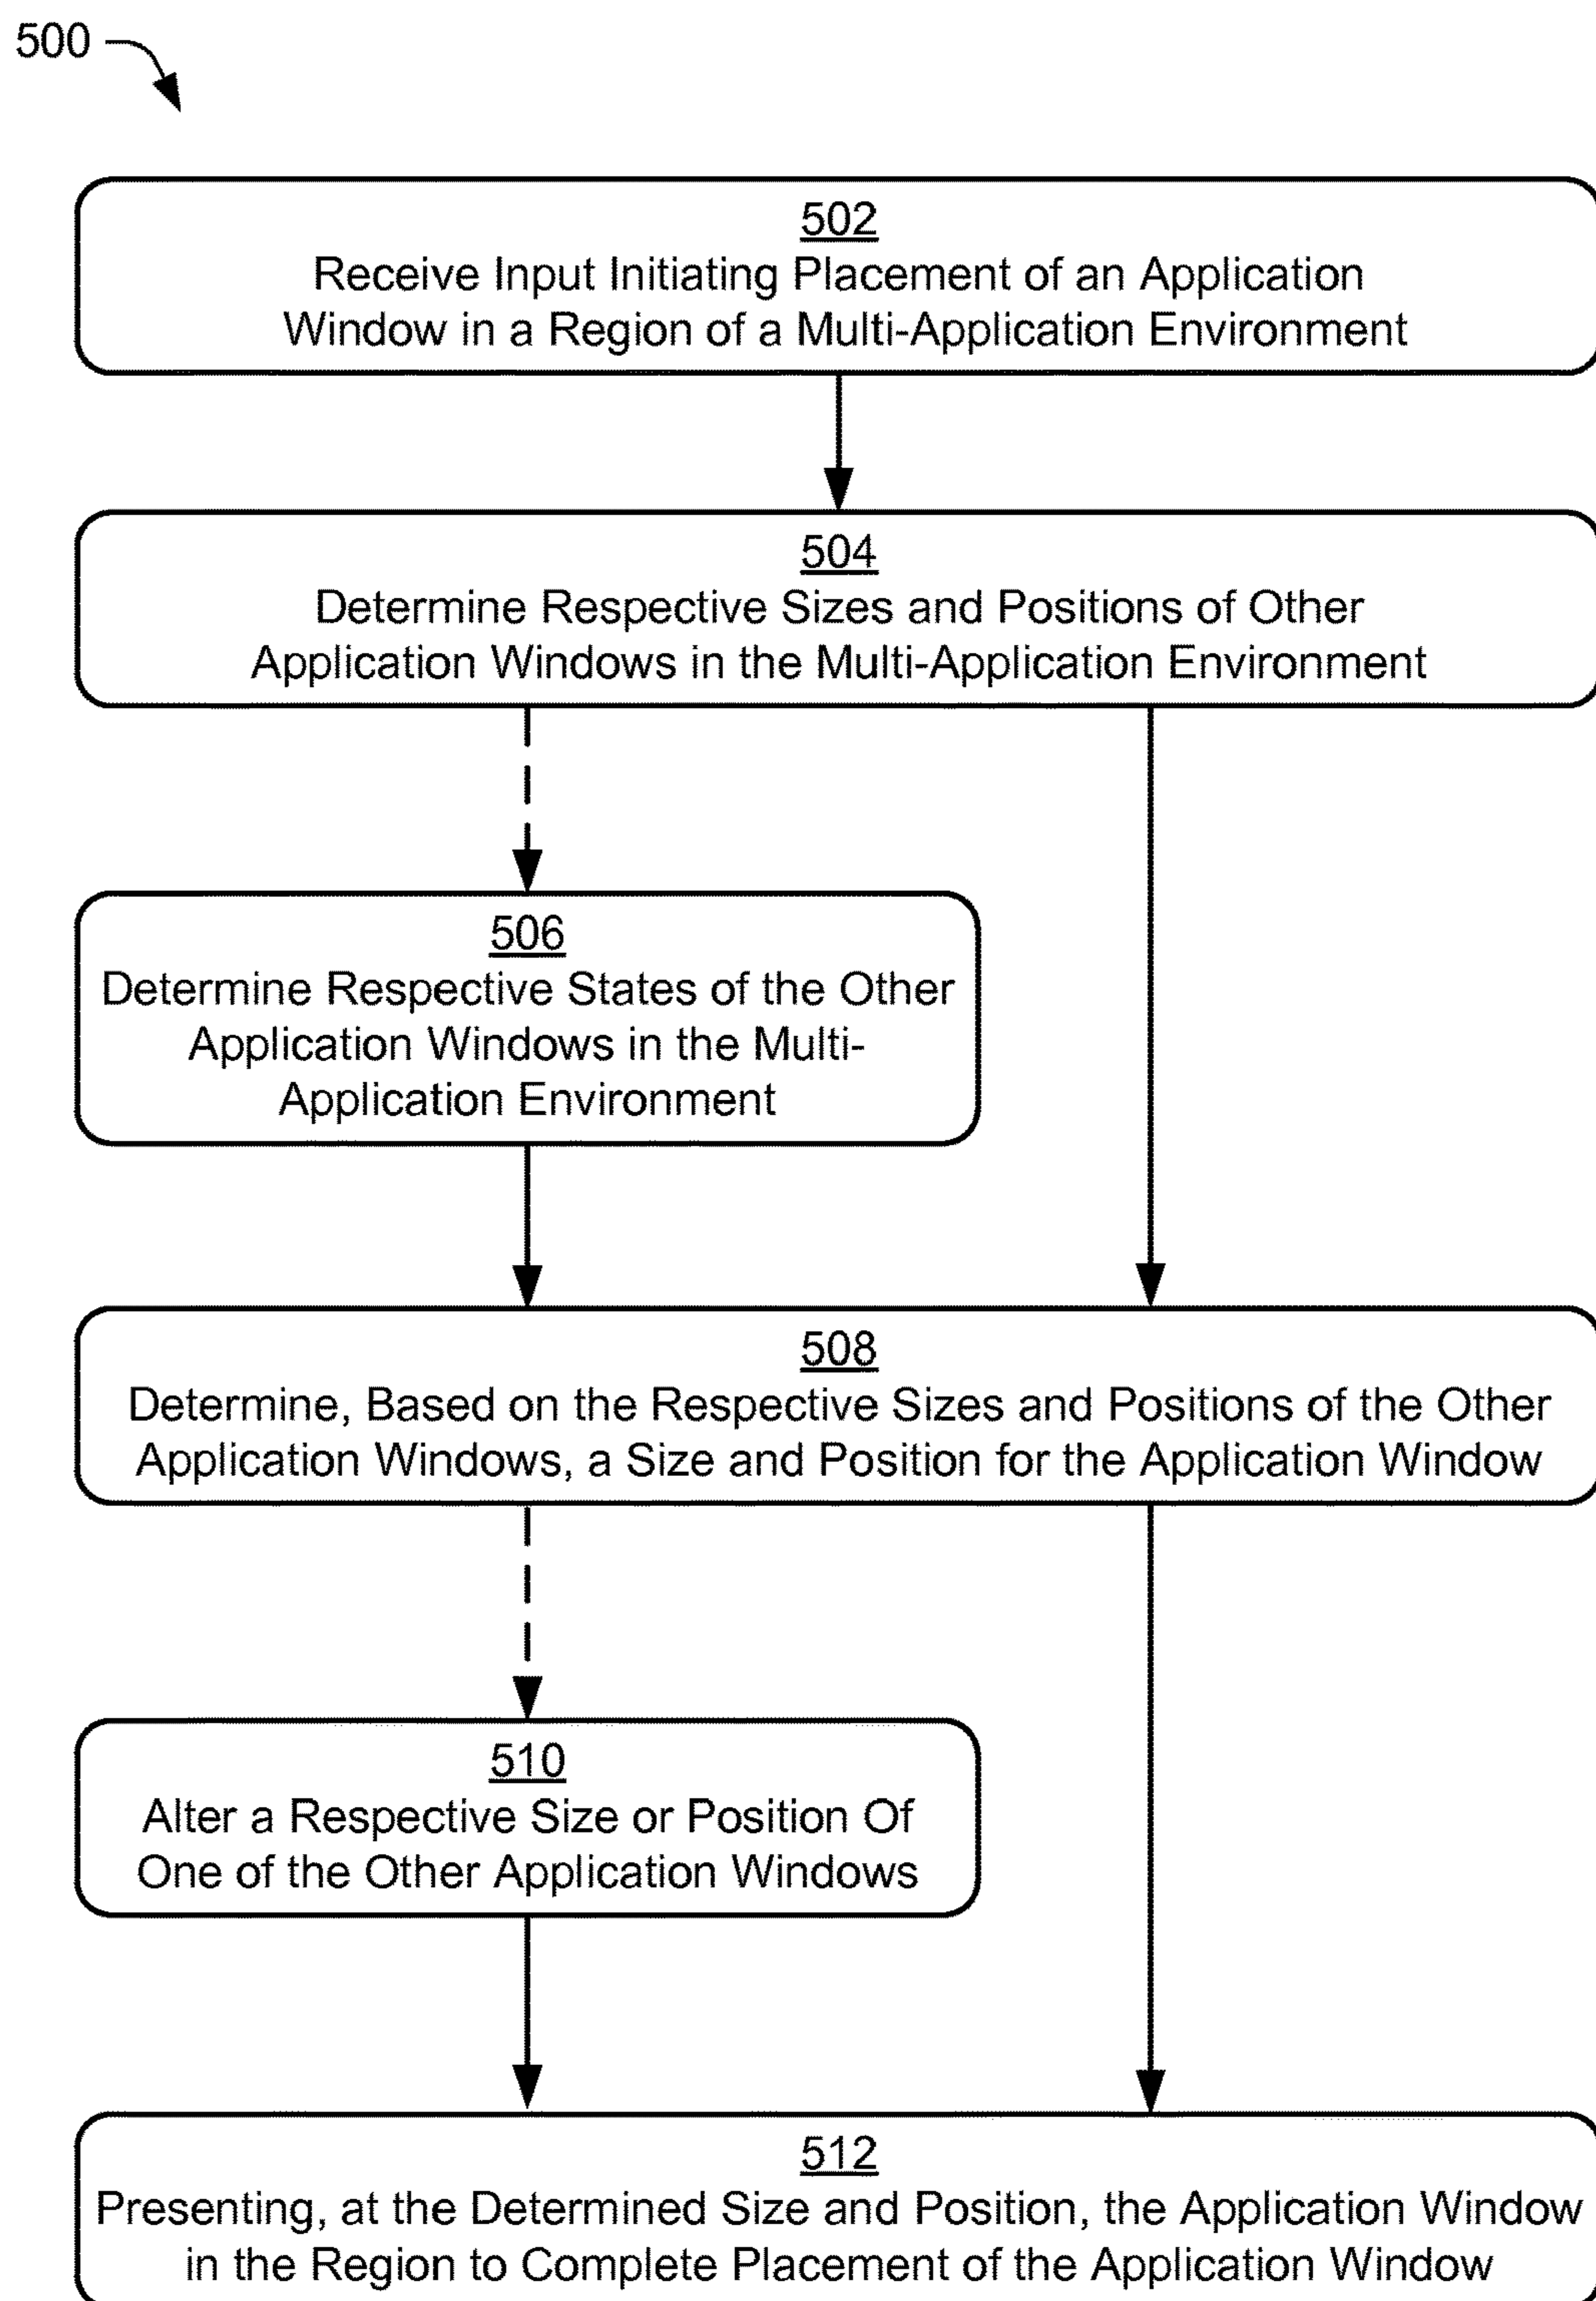 500
502
Receive Input Initiating Placement of an Application
Window in a Region of a Multi-Application Environment
504
Determine Respective Sizes and Positions of Other
Application Windows in the Multi-Application Environment
506
Determine Respective States of the Other
Application Windows in the Multi-
Application Environment
508
Determine, Based on the Respective Sizes and Positions of the Other
Application Windows, a Size and Position for the Application Window
510
Alter a Respective Size or Position Of
One of the Other Application Windows
512
Presenting, at the Determined Size and Position, the Application Window
in the Region to Complete Placement of the Application Window